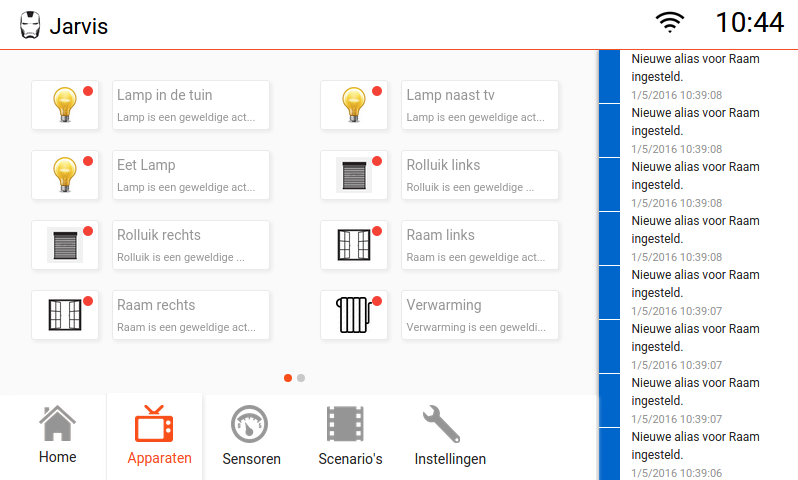 Jarvis
10:44
Lamp in de tuin
Lamp is een geweldige act...
Lamp naast tv
Lamp is een geweldige act...
Eet Lamp
Lamp is een geweldige act...
Rolluik links
Rolluik is een geweldige ...
Rolluik rechts
Rolluik is een geweldige ...
Raam links
Raam is een geweldige act...
Raam rechts
Raam is een geweldige act...
Verwarming
Verwarming is een geweldi...
Home
Apparaten
Sensoren
Scenario's
Instellingen
Nieuwe alias voor Raam
ingesteld.
1/5/2016 10:39:08
Nieuwe alias voor Raam
ingesteld.
1/5/2016 10:39:08
Nieuwe alias voor Raam
ingesteld.
1/5/2016 10:39:08
Nieuwe alias voor Raam
ingesteld.
1/5/2016 10:39:08
Nieuwe alias voor Raam
ingesteld.
1/5/2016 10:39:07
Nieuwe alias voor Raam
ingesteld.
1/5/2016 10:39:07
Nieuwe alias voor Raam
ingesteld.
1/5/2016 10:39:07
Nieuwe alias voor Raam
ingesteld.
1/5/2016 10:39:06